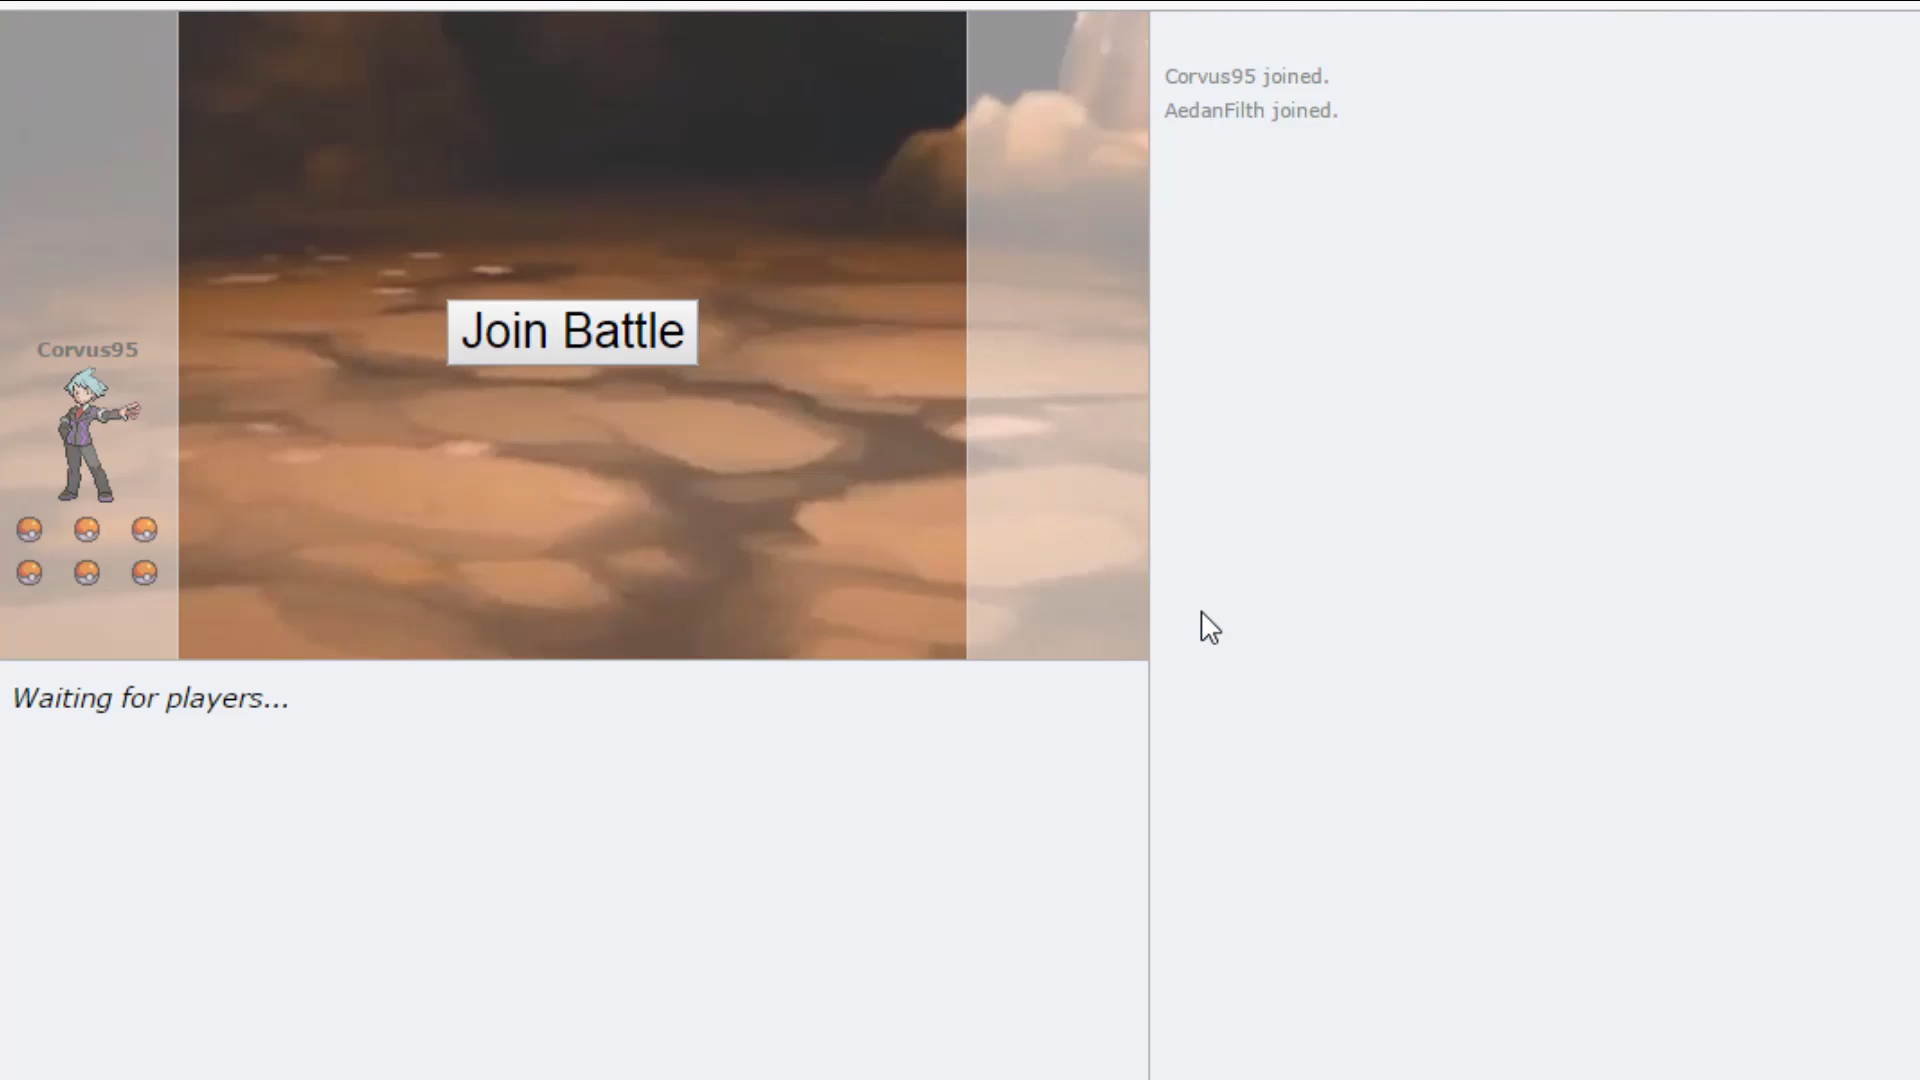 Corvus95 joined.
AedanFilth joined.
Join Battle
Corvus95
Waiting for players...